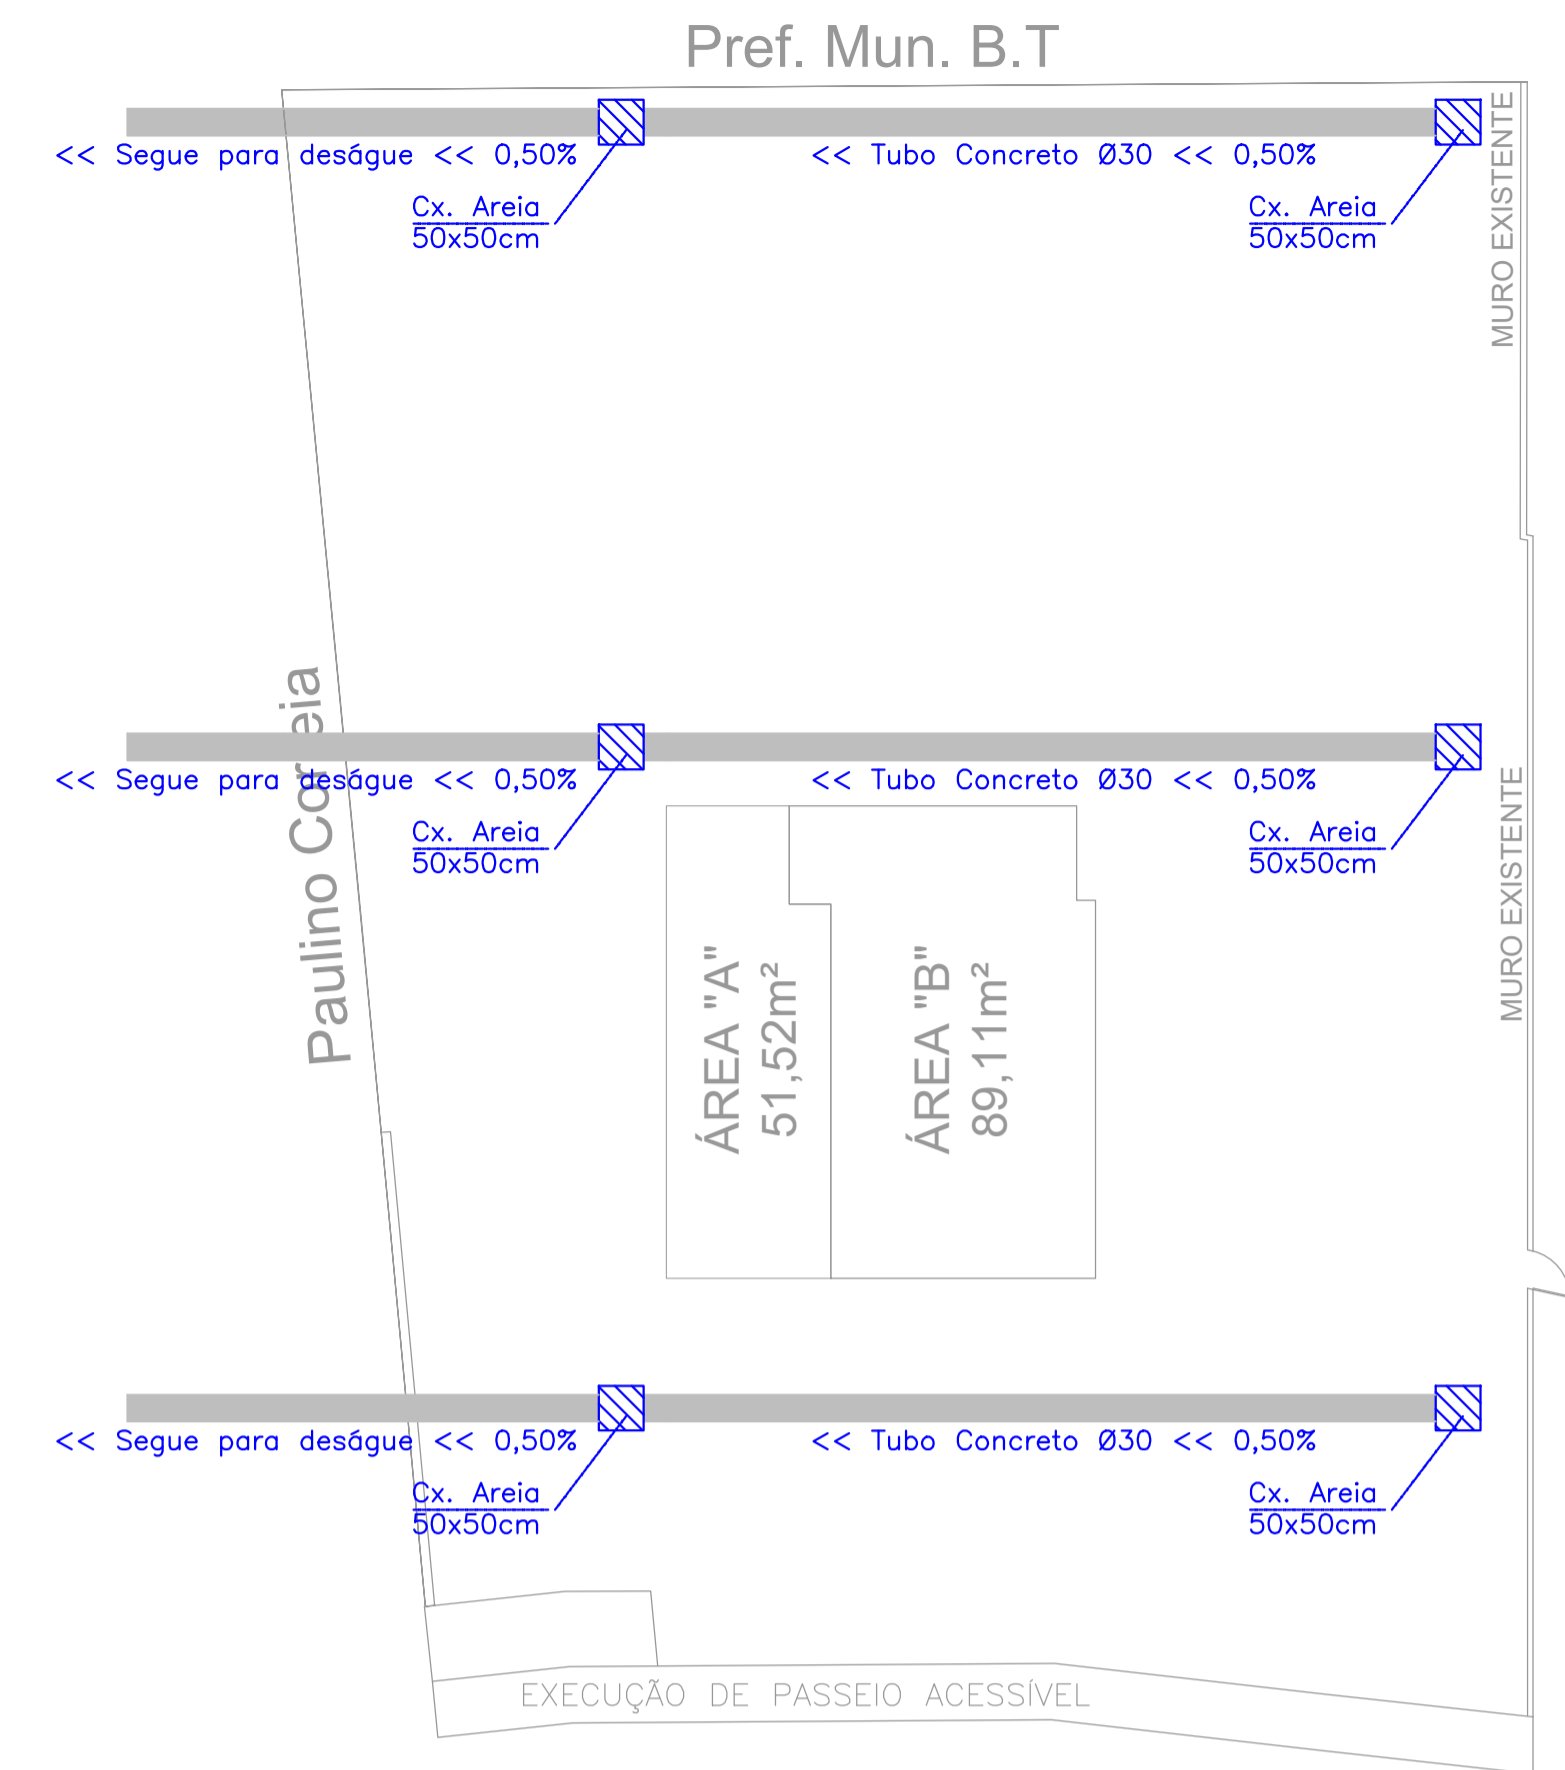 Pref. Mun. B.T
<< Segue para deságue << 0,50%
<< Tubo Concreto Ø30 << 0,50%
Cx. Areia
50x50cm
Cx. Areia
50x50cm
MURO EXISTENTE
Paulino Correia
<< Segue para deságue << 0,50%
<< Tubo Concreto Ø30 << 0,50%
Cx. Areia
50x50cm
Cx. Areia
50x50cm
MURO EXISTENTE
ÁREA "A"
51,52m²
ÁREA "B"
89,11m²
<< Segue para deságue << 0,50%
<< Tubo Concreto Ø30 << 0,50%
Cx. Areia
50x50cm
Cx. Areia
50x50cm
EXECUÇÃO DE PASSEIO ACESSÍVEL